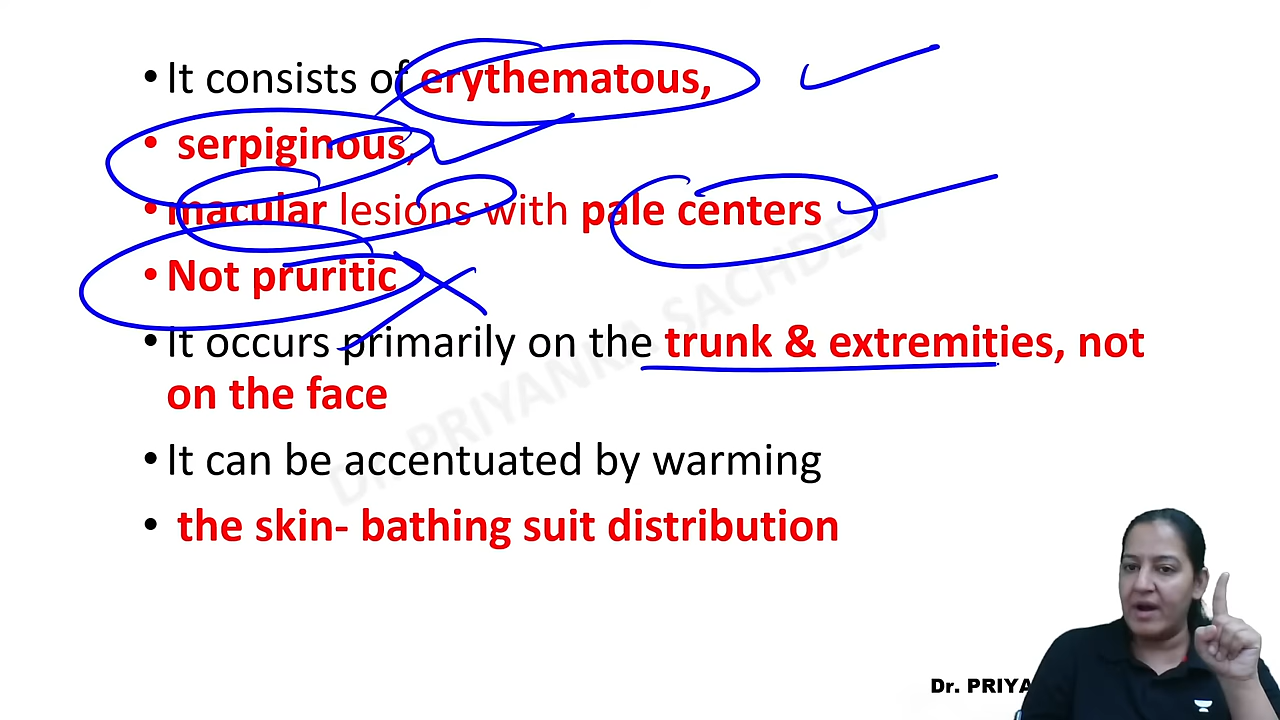 • It consists of erythematous,
• serpiginous,
• macular lesions with pale centers
• Not pruritic
• It occurs primarily on the trunk & extremities, not
on the face
• It can be accentuated by warming
• the skin- bathing suit distribution
DR. PRIYANKA SACHDEV
Dr. PRIYA